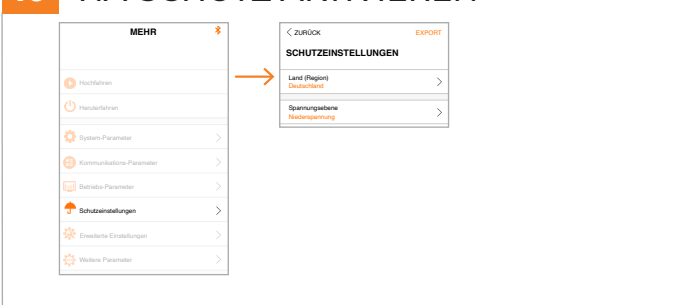 MEHR
Hochfahren
Herunterfahren
System-Parameter
Kommunikations-Parameter
Betriebs-Parameter
Schutzeinstellungen
Erweiterte Einstellungen
Weitere Parameter
ZURÜCK EXPORT
SCHUTZEINSTELLUNGEN
Land (Region)
Deutschland
Spannungsebene
Niederspannung